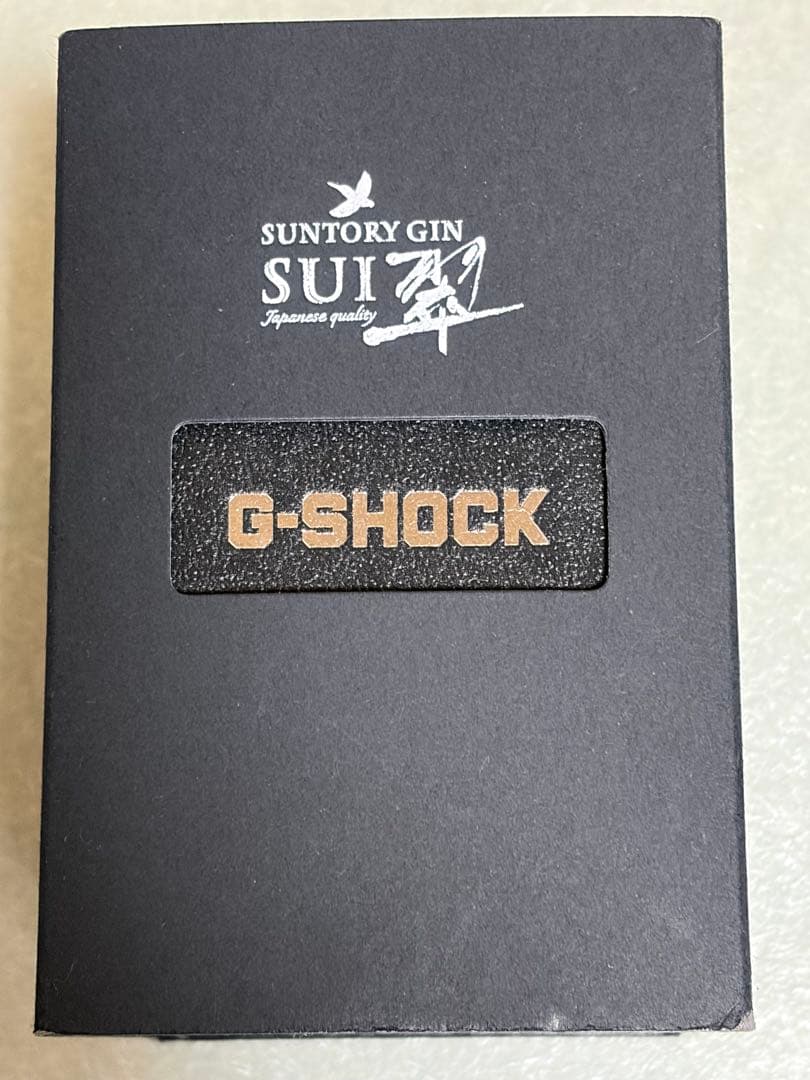 SUNTORY GIN
SUI 翠
Japanese quality
G-SHOCK